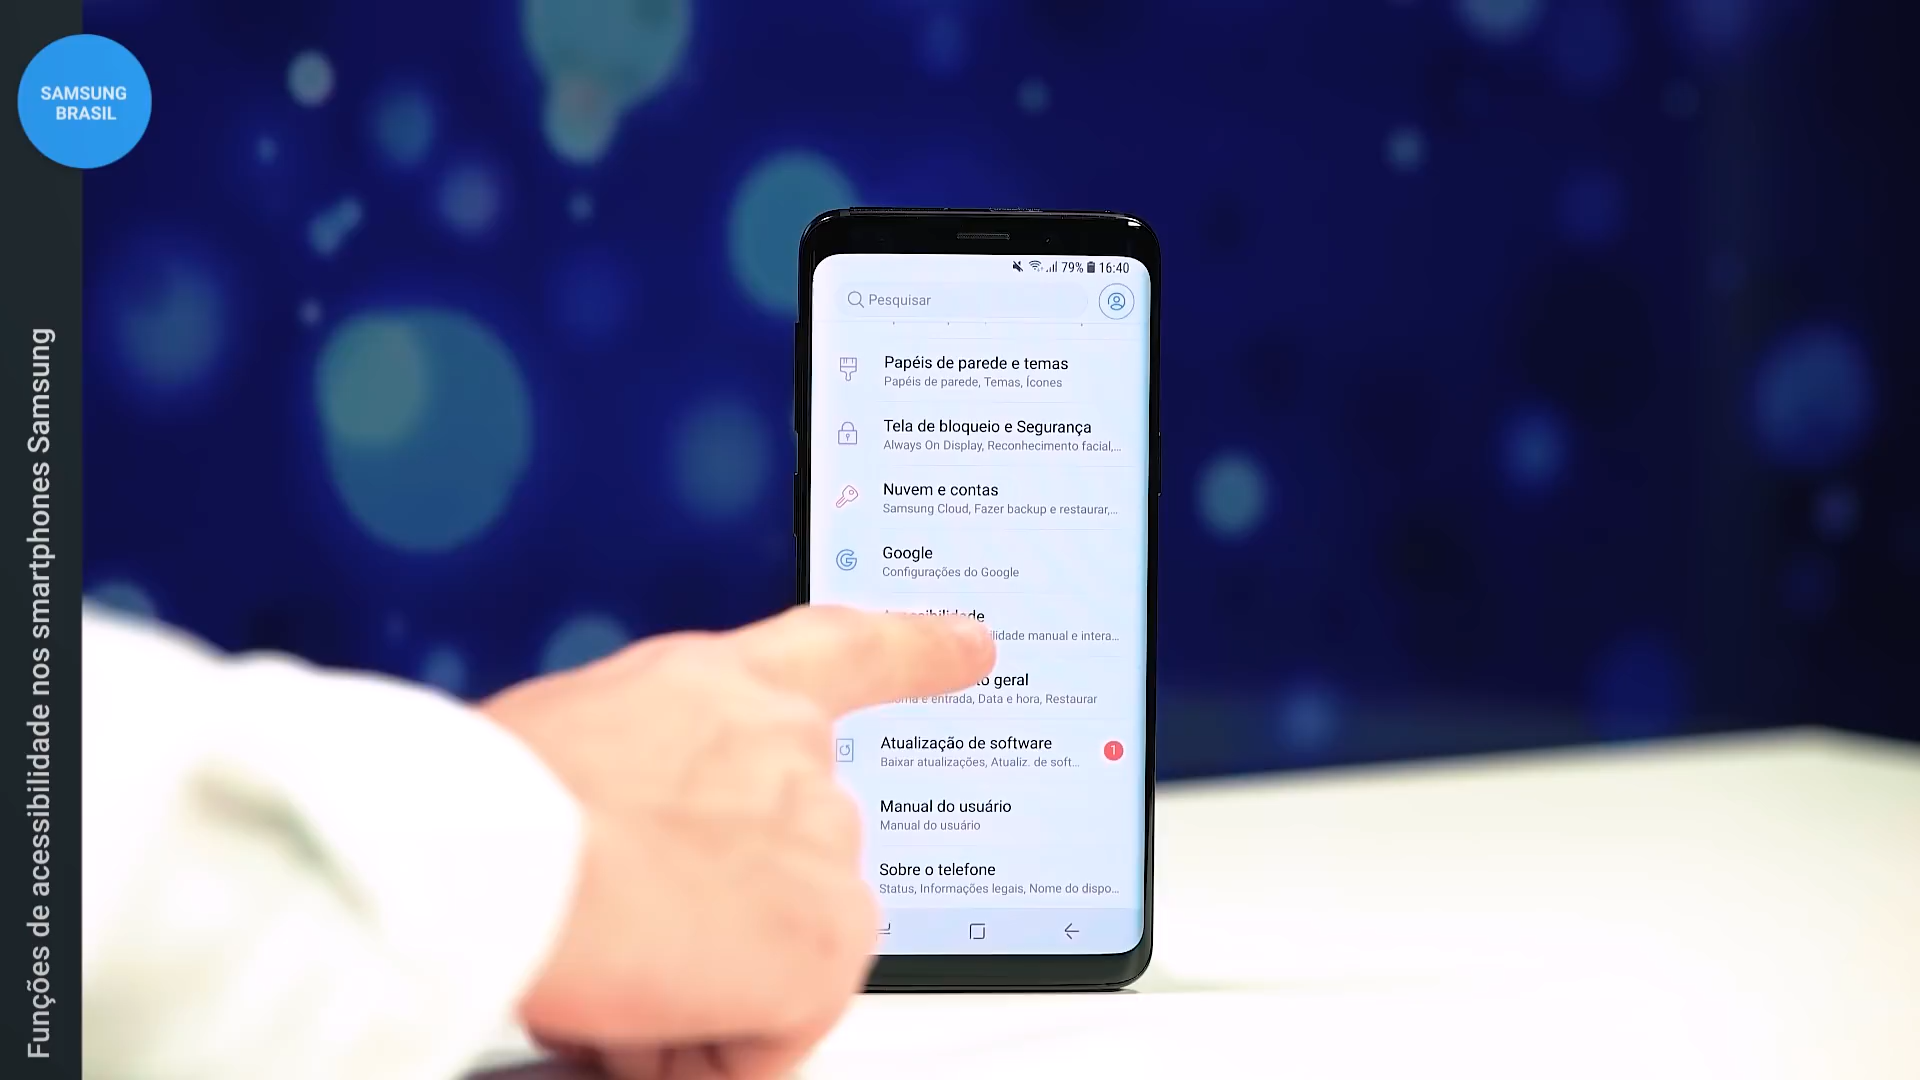 SAMSUNG
BRASIL
Funções de acessibilidade nos smartphones Samsung
79% 16:40
Pesquisar
Papéis de parede e temas
Papéis de parede, Temas, Ícones
Tela de bloqueio e Segurança
Always On Display, Reconhecimento facial,...
Nuvem e contas
Samsung Cloud, Fazer backup e restaurar,...
Google
Configurações do Google
Acessibilidade
manual e intera...
geral
e entrada, Data e hora, Restaurar
Atualização de software
1
Baixar atualizações, Atualiz. de soft...
Manual do usuário
Manual do usuário
Sobre o telefone
Status, Informações legais, Nome do dispo...